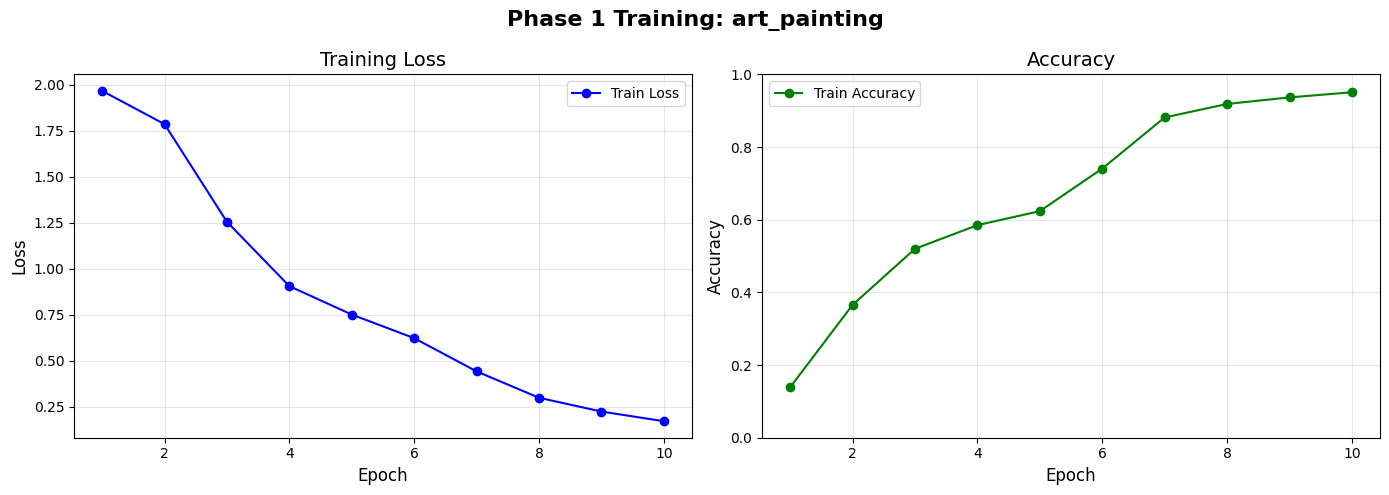 Phase 1 Training: art_painting
Training Loss
Train Loss
2.00
1.75
1.50
1.25
1.00
0.75
0.50
0.25
Loss
2 4 6 8 10
Epoch
Accuracy
Train Accuracy
1.0
0.8
0.6
0.4
0.2
0.0
Accuracy
2 4 6 8 10
Epoch